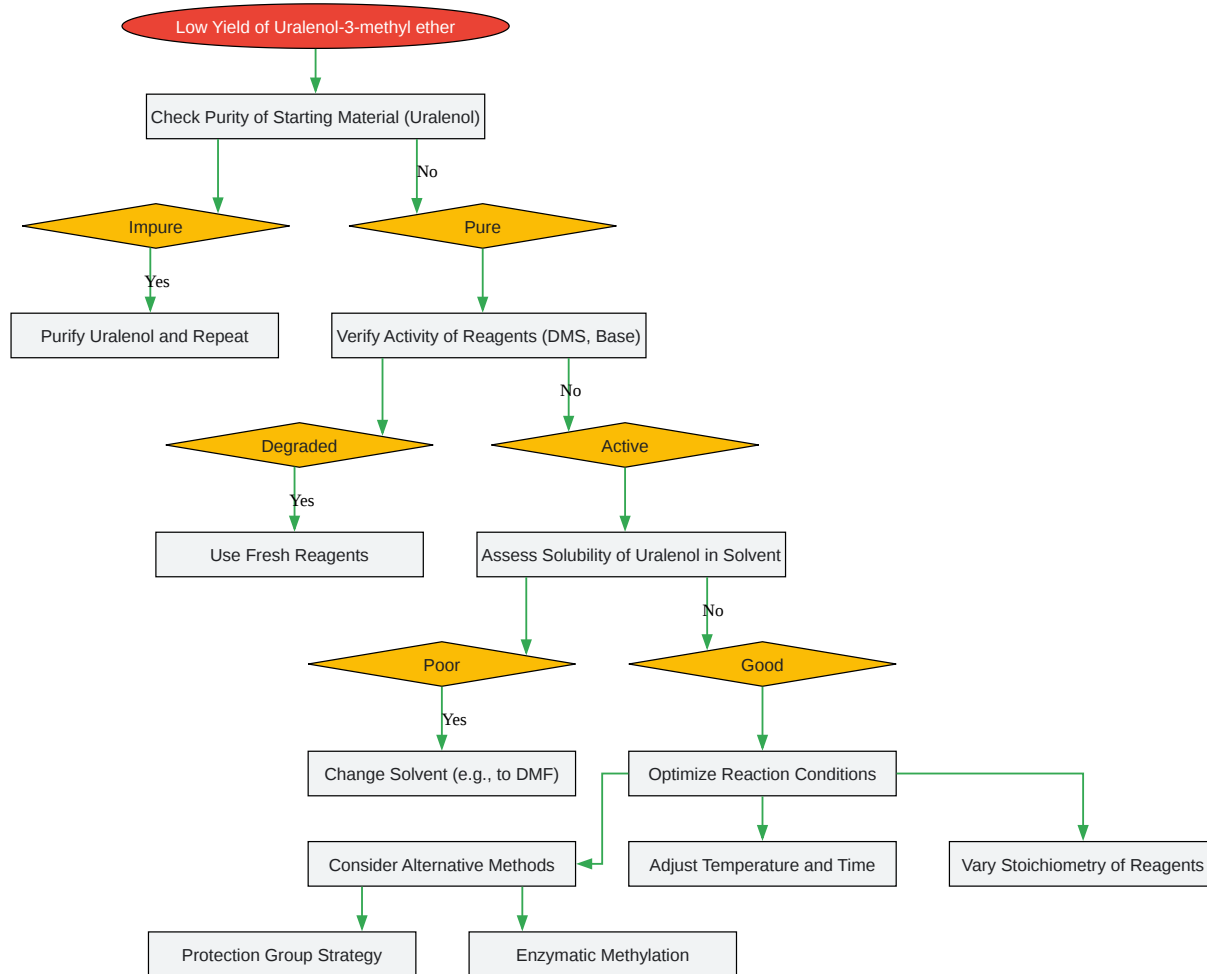 Low Yield of Uralenol-3-methyl ether
Check Purity of Starting Material (Uralenol)
No
Impure
Pure
Yes
Purify Uralenol and Repeat
Verify Activity of Reagents (DMS, Base)
No
Degraded
Active
Yes
Use Fresh Reagents
Assess Solubility of Uralenol in Solvent
No
Poor
Good
Yes
Change Solvent (e.g., to DMF)
Optimize Reaction Conditions
Consider Alternative Methods
Adjust Temperature and Time
Vary Stoichiometry of Reagents
Protection Group Strategy
Enzymatic Methylation